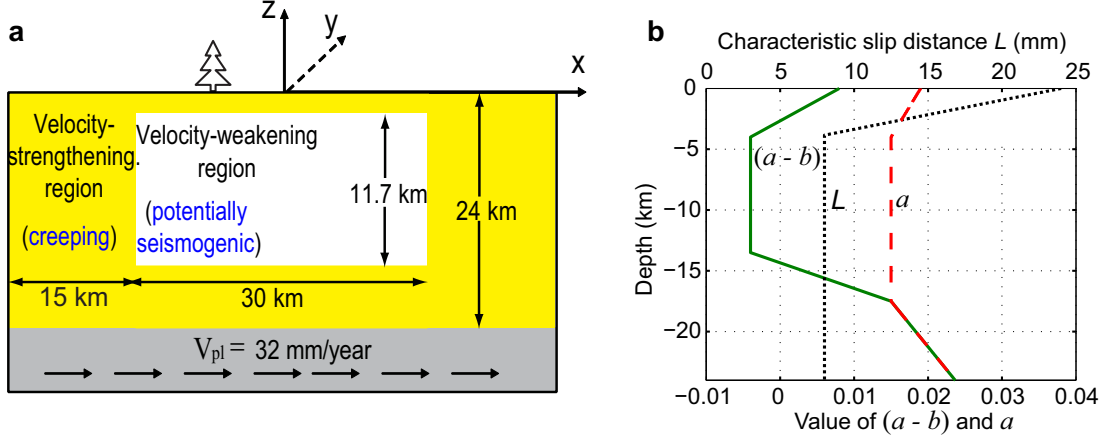 a
z
y
x
Velocity-
strengthening.
region
(creeping)
Velocity-weakening
region
(potentially
seismogenic)
11.7 km
24 km
15 km
30 km
Vpl = 32 mm/year
b
Characteristic slip distance L (mm)
0 5 10 15 20 25
0
−5
−10
−15
−20
Depth (km)
(a - b)
L
a
−0.01 0 0.01 0.02 0.03 0.04
Value of (a - b) and a